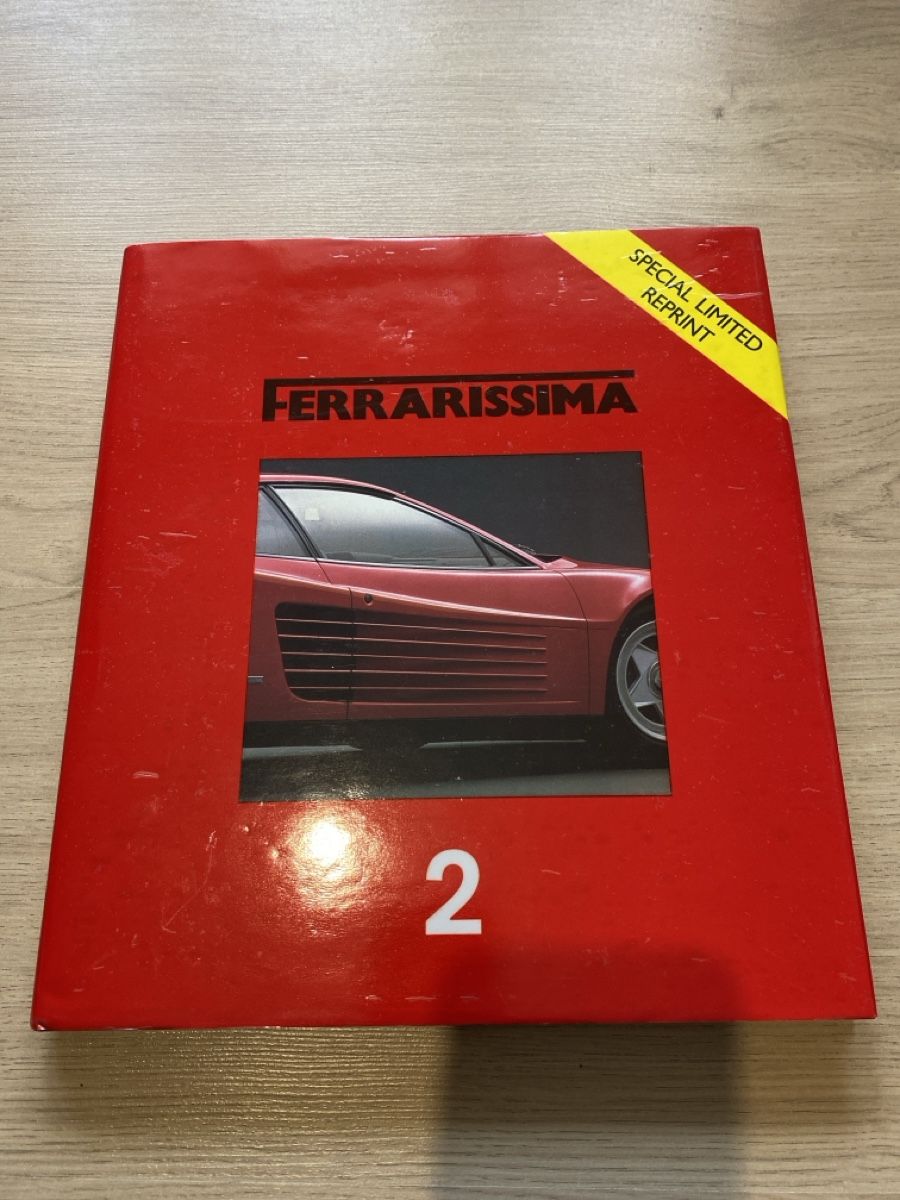 SPECIAL LIMITED
REPRINT
FERRARISSIMA
2